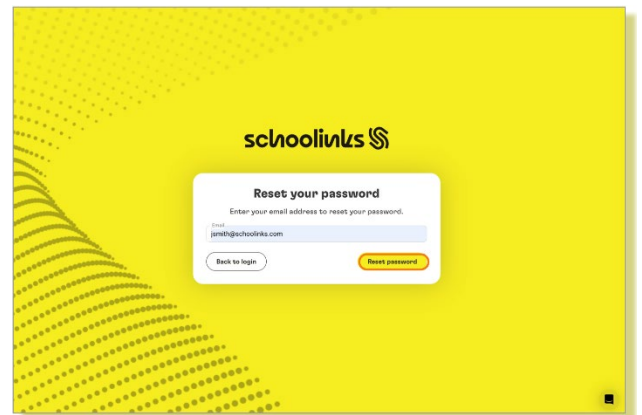 schoolinks
Reset your password
Enter your email address to reset your password.
Email
jsmith@schoolinks.com
Back to login
Reset password